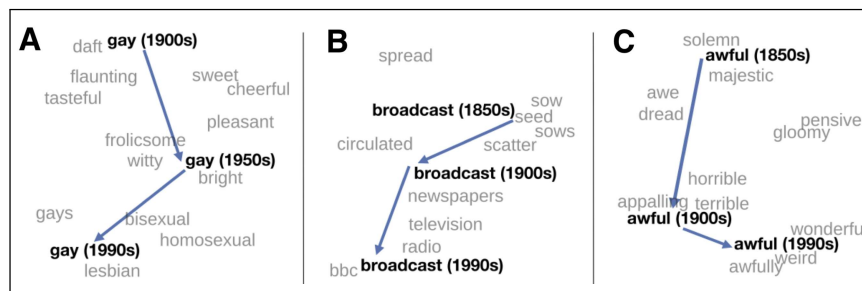 A
daft gay (1900s)
flaunting
sweet
tasteful
cheerful
pleasant
frolicsome
witty gay (1950s)
bright
gays
bisexual
homosexual
gay (1990s)
lesbian
B
spread
broadcast (1850s)
sow
seed
sows
circulated
scatter
broadcast (1900s)
newspapers
television
radio
bbc broadcast (1990s)
C
solemn
awful (1850s)
majestic
awe
dread
pensive
gloomy
horrible
appalling terrible
awful (1900s)
wonderfu
awful (1990s)
weird
awfully